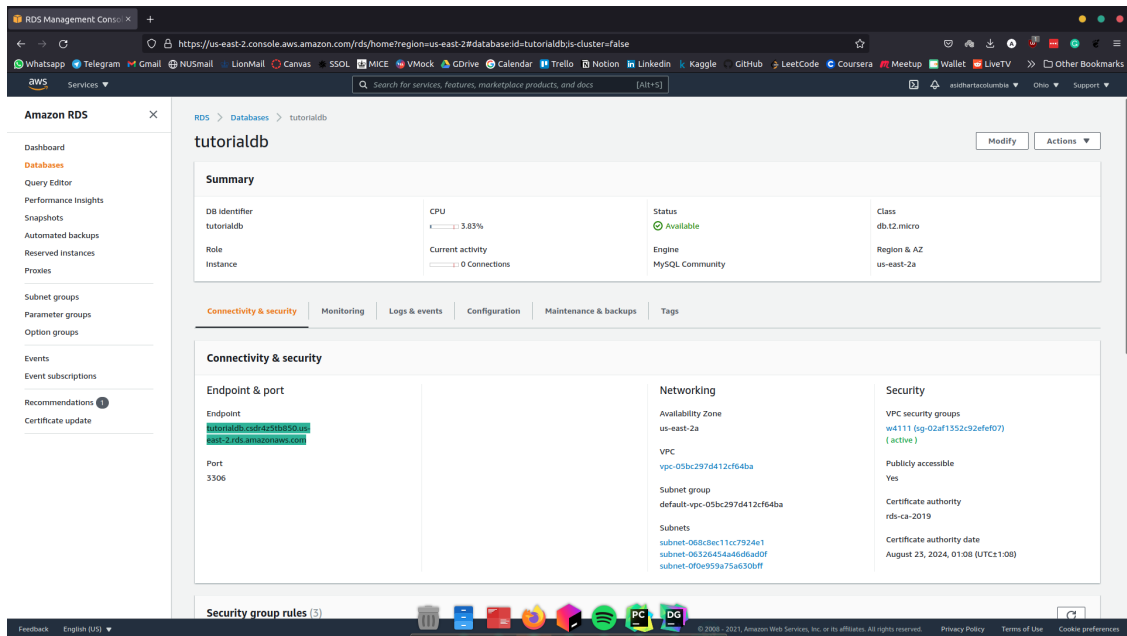 RDS Management Consol
https://us-east-2.console.aws.amazon.com/rds/home?region=us-east-2#database:id=tutorialdb;is-cluster=false
Whatsapp Telegram Gmail NUSmail LionMail Canvas SSOL MICE VMock GDrive Calendar Trello Notion Linkedin Kaggle GitHub LeetCode Coursera Meetup Wallet LiveTV Other Bookmarks
aws Services ▼ Search for services, features, marketplace products, and docs [Alt+S] asidhartacolumbia ▼ Ohio ▼ Support ▼
Amazon RDS
Dashboard
Databases
Query Editor
Performance Insights
Snapshots
Automated backups
Reserved instances
Proxies
Subnet groups
Parameter groups
Option groups
Events
Event subscriptions
Recommendations 1
Certificate update
RDS > Databases > tutorialdb
tutorialdb
Modify Actions ▼
Summary
DB identifier
tutorialdb
CPU
3.83%
Status
Available
Class
db.t2.micro
Role
Instance
Current activity
0 Connections
Engine
MySQL Community
Region & AZ
us-east-2a
Connectivity & security Monitoring Logs & events Configuration Maintenance & backups Tags
Connectivity & security
Endpoint & port
Endpoint
tutorialdb.csdr4z5tb850.us-
east-2.rds.amazonaws.com
Port
3306
Networking
Availability Zone
us-east-2a
VPC
vpc-05bc297d412cf64ba
Subnet group
default-vpc-05bc297d412cf64ba
Subnets
subnet-068c8ec11cc7924e1
subnet-06326454a46d6ad0f
subnet-0f0e959a75a630bff
Security
VPC security groups
w4111 (sg-02af1352c92efef07)
( active )
Publicly accessible
Yes
Certificate authority
rds-ca-2019
Certificate authority date
August 23, 2024, 01:08 (UTC±1:08)
Security group rules (3)
PC DG
Feedback English (US) ▼ © 2008 - 2021, Amazon Web Services, Inc. or its affiliates. All rights reserved. Privacy Policy Terms of Use Cookie preferences